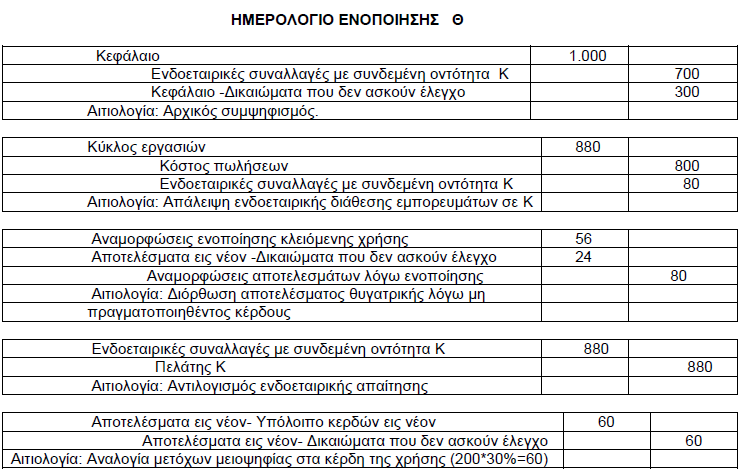 ΗΜΕΡΟΛΟΓΙΟ ΕΝΟΠΟΙΗΣΗΣ Θ
Κεφάλαιο 1.000
Ενδοεταιρικές συναλλαγές με συνδεμένη οντότητα Κ 700
Κεφάλαιο -Δικαιώματα που δεν ασκούν έλεγχο 300
Αιτιολογία: Αρχικός συμψηφισμός.
Κύκλος εργασιών 880
Κόστος πωλήσεων 800
Ενδοεταιρικές συναλλαγές με συνδεμένη οντότητα Κ 80
Αιτιολογία: Απάλειψη ενδοεταιρικής διάθεσης εμπορευμάτων σε Κ
Αναμορφώσεις ενοποίησης κλειόμενης χρήσης 56
Αποτελέσματα εις νέον -Δικαιώματα που δεν ασκούν έλεγχο 24
Αναμορφώσεις αποτελεσμάτων λόγω ενοποίησης 80
Αιτιολογία: Διόρθωση αποτελέσματος θυγατρικής λόγω μη
πραγματοποιηθέντος κέρδους
Ενδοεταιρικές συναλλαγές με συνδεμένη οντότητα Κ 880
Πελάτης Κ 880
Αιτιολογία: Αντιλογισμός ενδοεταιρικής απαίτησης
Αποτελέσματα εις νέον- Υπόλοιπο κερδών εις νέον 60
Αποτελέσματα εις νέον- Δικαιώματα που δεν ασκούν έλεγχο 60
Αιτιολογία: Αναλογία μετόχων μειοψηφίας στα κέρδη της χρήσης (200*30%=60)